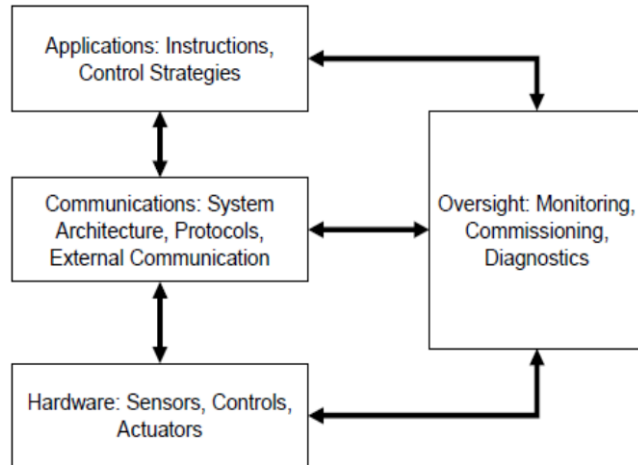 Applications: Instructions,
Control Strategies
Communications: System
Architecture, Protocols,
External Communication
Oversight: Monitoring,
Commissioning,
Diagnostics
Hardware: Sensors, Controls,
Actuators